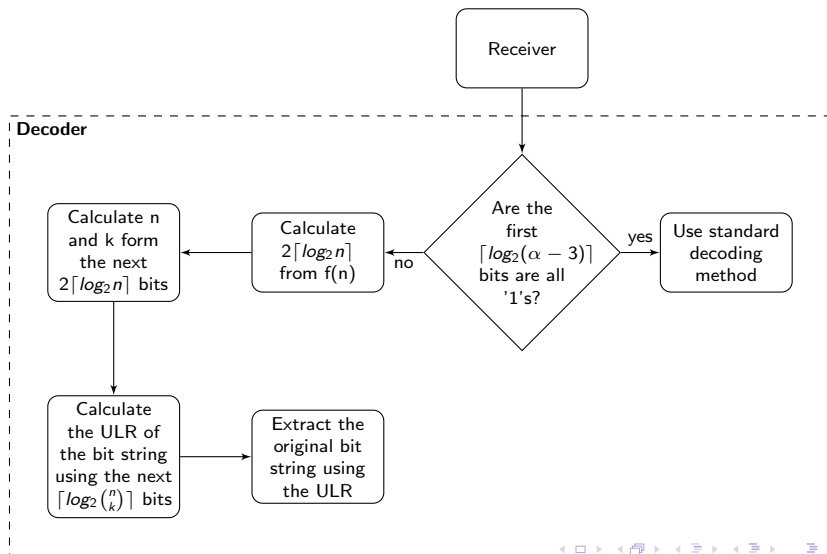 Receiver
Decoder
Are the
first
⌈log₂(α − 3)⌉
bits are all
'1's?
yes
Use standard
decoding
method
no
Calculate
2⌈log₂n⌉
from f(n)
Calculate n
and k form
the next
2⌈log₂n⌉ bits
Calculate
the ULR of
the bit string
using the next
⌈log₂(n k)⌉ bits
Extract the
original bit
string using
the ULR